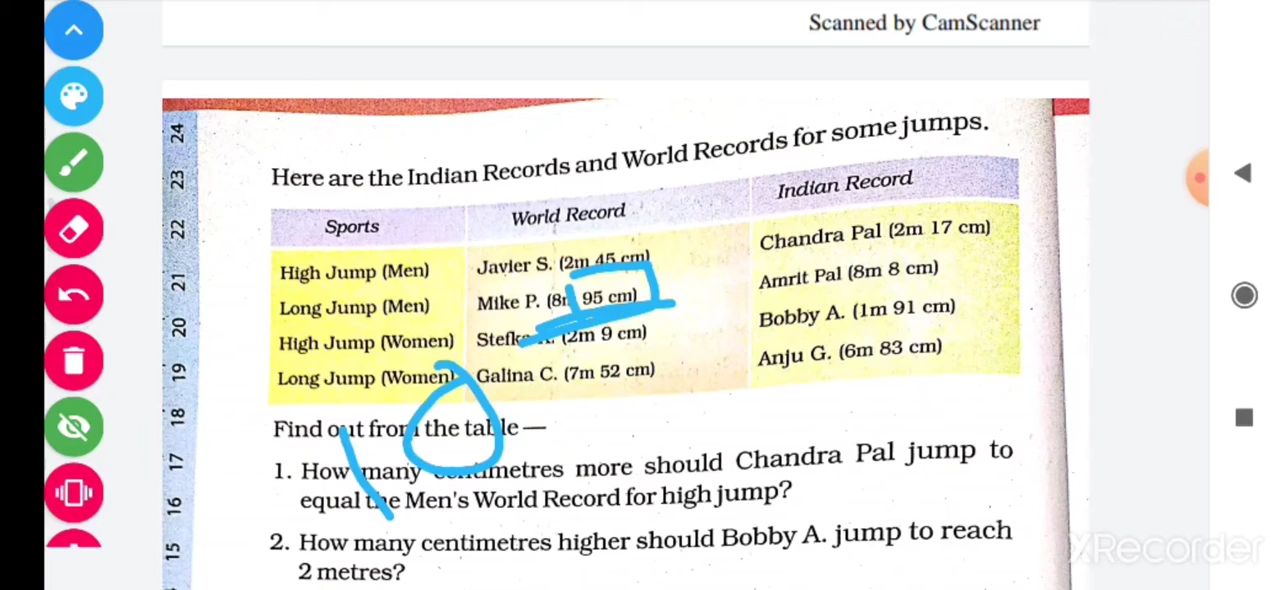 Scanned by CamScanner
24
23
22
21
20
19
18
17
16
15
Here are the Indian Records and World Records for some jumps.
Sports World Record Indian Record
High Jump (Men) Javier S. (2m 45 cm) Chandra Pal (2m 17 cm)
Long Jump (Men) Mike P. (8m 95 cm) Amrit Pal (8m 8 cm)
High Jump (Women) (2m 9 cm) Bobby A. (1m 91 cm)
Long Jump (Women) Galina C. (7m 52 cm) Anju G. (6m 83 cm)
Find out from the table —
1. How many centimetres more should Chandra Pal jump to
equal the Men's World Record for high jump?
2. How many centimetres higher should Bobby A. jump to reach
2 metres?
XRecorder